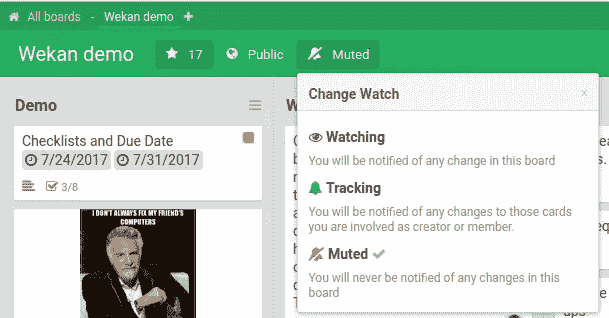 All boards - Wekan demo
Wekan demo
17
Public
Muted
Change Watch
Watching
You will be notified of any change in this board
Tracking
You will be notified of any changes to those cards
you are involved as creator or member.
Muted
You will never be notified of any changes in this
board
Demo
Checklists and Due Date
7/24/2017 7/31/2017
3/8
I DON'T ALWAYS FIX MY FRIEND'S
COMPUTERS